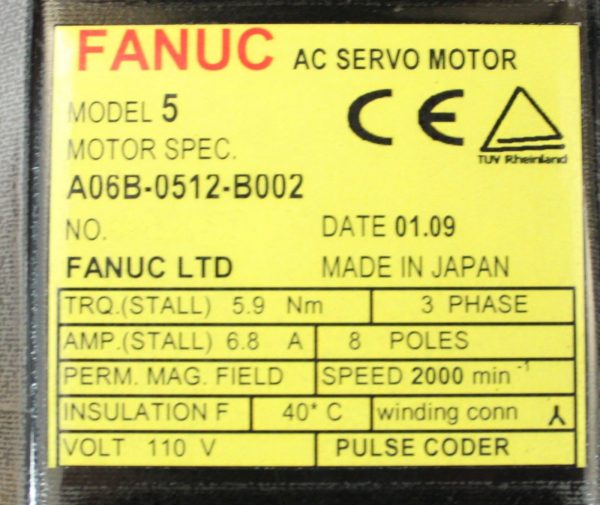 FANUC AC SERVO MOTOR
MODEL 5
CE
MOTOR SPEC.
TUV Rheinland
A06B-0512-B002
NO. DATE 01.09
FANUC LTD MADE IN JAPAN
TRQ.(STALL) 5.9 Nm 3 PHASE
AMP.(STALL) 6.8 A 8 POLES
PERM. MAG. FIELD SPEED 2000 min -1
INSULATION F 40° C winding conn
VOLT 110 V PULSE CODER